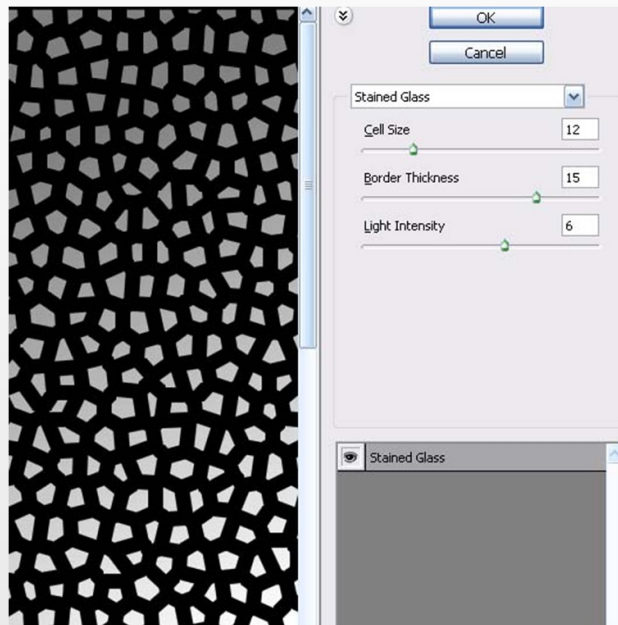 OK
Cancel
Stained Glass
Cell Size 12
Border Thickness 15
Light Intensity 6
Stained Glass